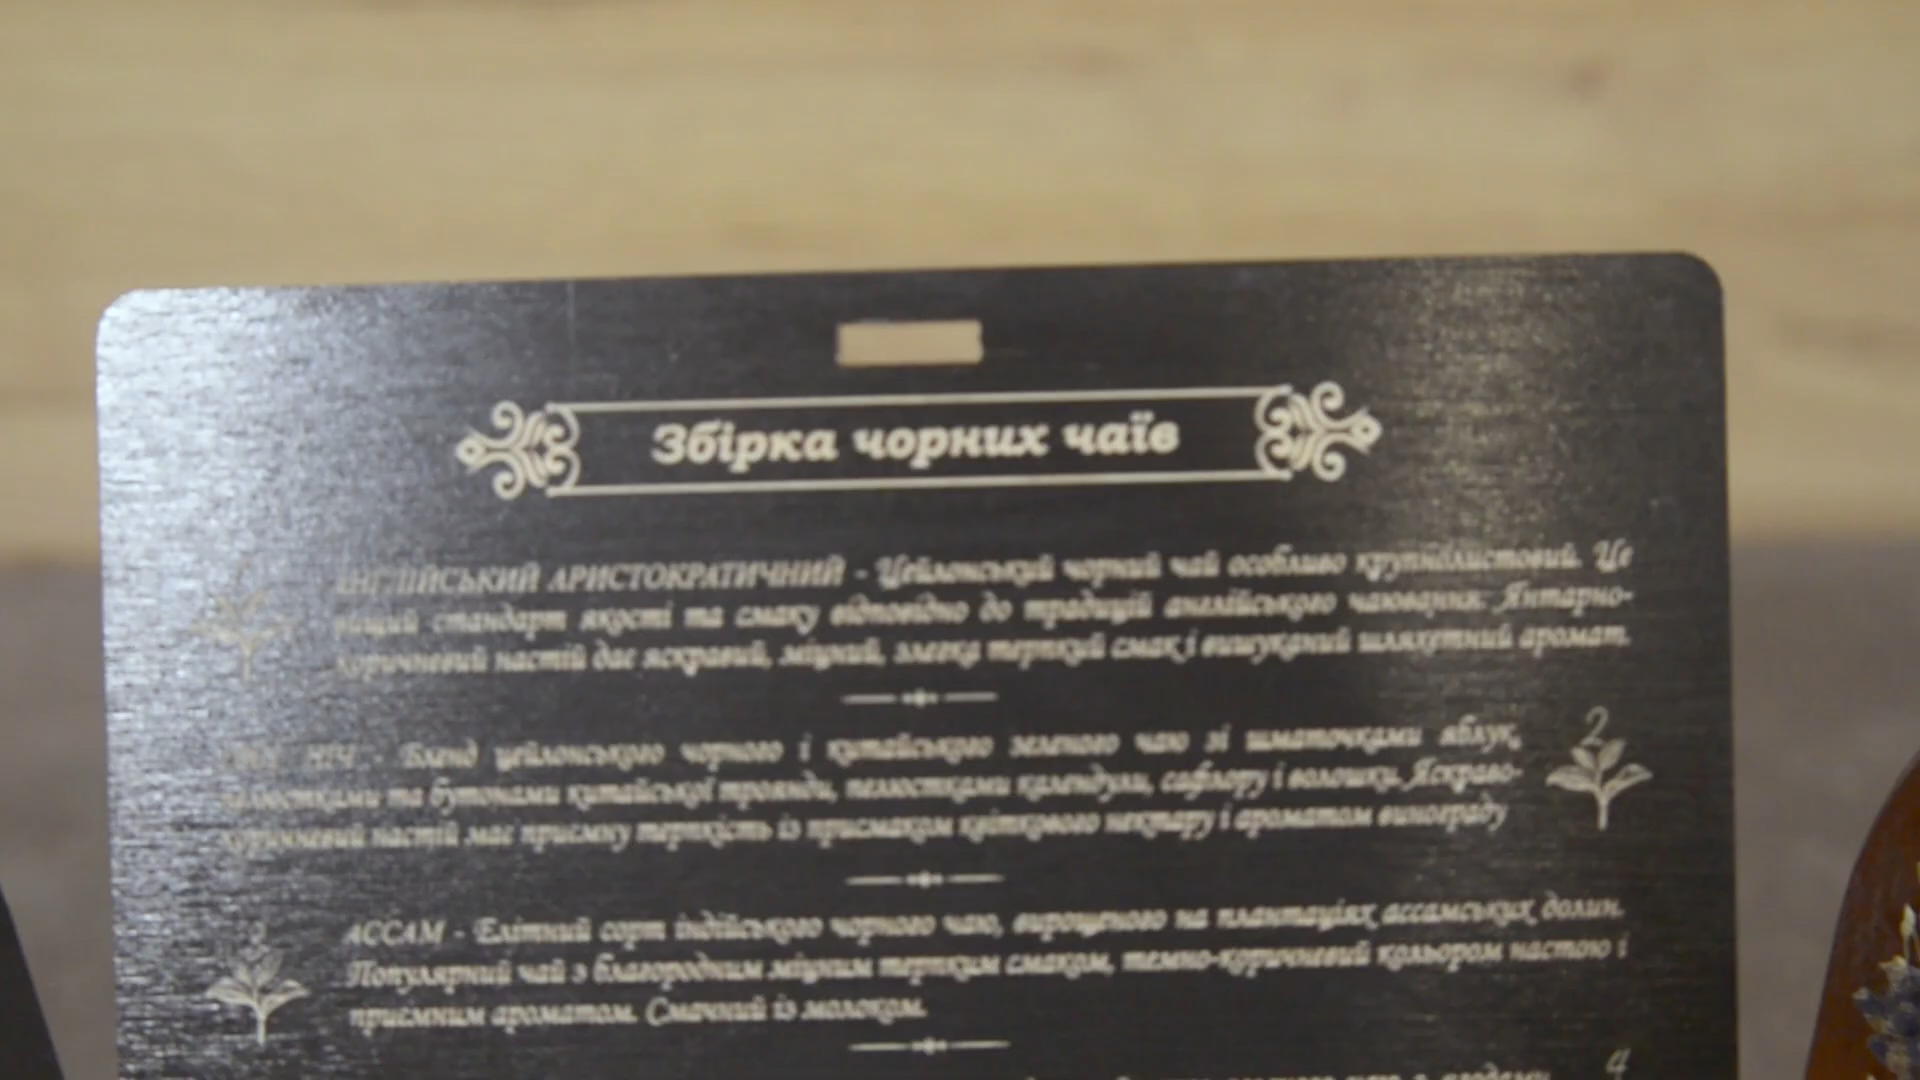 Збірка чорних чаїв
АНГЛІЙСЬКИЙ АРИСТОКРАТИЧНИЙ - Цейлонський чорний чай особливо крупнолистовий. Це
стандарт якості та смаку відповідно до традицій англійського чаювання. Янтарно-
коричневий настій дає яскравий, міцний, злегка терпкий смак і вишуканий шляхетний аромат.
2
НІЧ - Бленд цейлонського чорного і китайського зеленого чаю зі шматочками яблук,
пелюстками та бутонами китайської троянди, пелюстками календули, сафлору і волошки. Яскраво-
коричневий настій має приємну терпкість із присмаком квіткового нектару і ароматом винограду
3
АССАМ - Елітний сорт індійського чорного чаю, вирощеного на плантаціях ассамських долин.
Популярний чай з благородним міцним терпким смаком, темно-коричневий кольором настою і
приємним ароматом. Смачний із молоком.
4